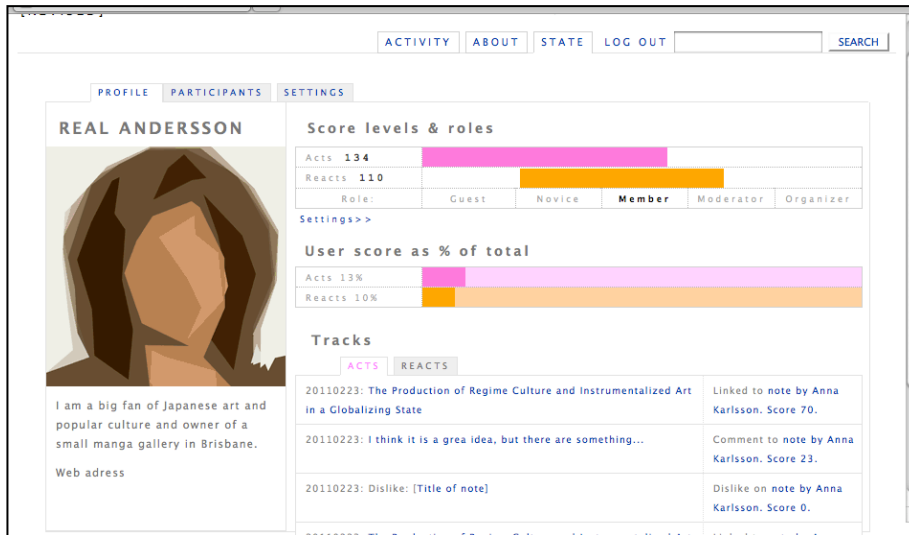 ACTIVITY ABOUT STATE LOG OUT SEARCH
PROFILE PARTICIPANTS SETTINGS
REAL ANDERSSON
I am a big fan of Japanese art and
popular culture and owner of a
small manga gallery in Brisbane.
Web adress
Score levels & roles
Acts 134
Reacts 110
Role: Guest Novice Member Moderator Organizer
Settings>>
User score as % of total
Acts 13%
Reacts 10%
Tracks
ACTS REACTS
20110223: The Production of Regime Culture and Instrumentalized Art
in a Globalizing State
Linked to note by Anna
Karlsson. Score 70.
20110223: I think it is a grea idea, but there are something...
Comment to note by Anna
Karlsson. Score 23.
20110223: Dislike: [Title of note]
Dislike on note by Anna
Karlsson. Score 0.